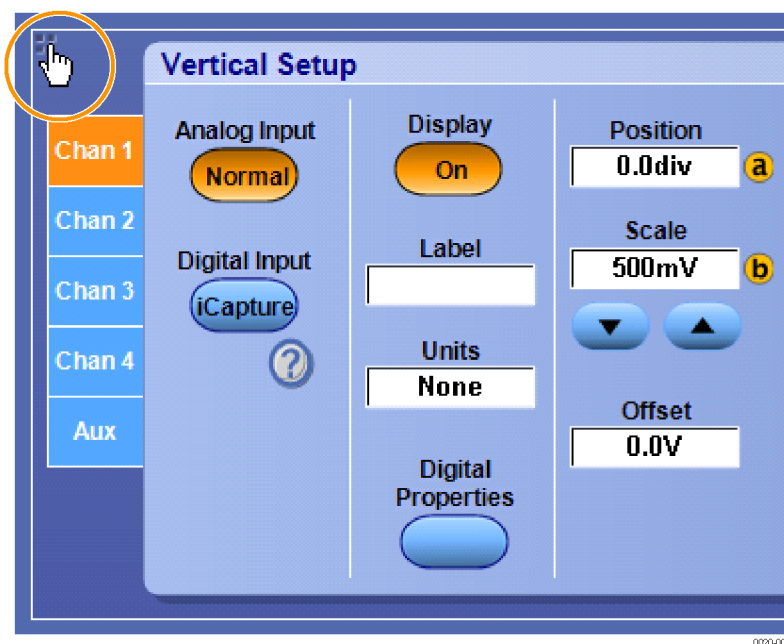 Vertical Setup
Chan 1
Chan 2
Chan 3
Chan 4
Aux
Analog Input
Normal
Digital Input
iCapture
?
Display
On
Label
Units
None
Digital
Properties
Position
0.0div
a
Scale
500mV
b
Offset
0.0V